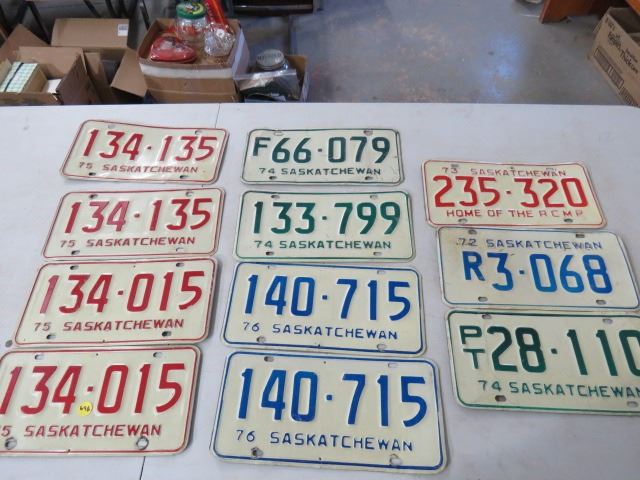 134·135
75 SASKATCHEWAN
134·135
75 SASKATCHEWAN
134·015
75 SASKATCHEWAN
134·015
5 SASKATCHEWAN
F66·079
74 SASKATCHEWAN
133·799
74 SASKATCHEWAN
140·715
76 SASKATCHEWAN
140·715
76 SASKATCHEWAN
73 SASKATCHEWAN
235·320
HOME OF THE R.C.M.P.
72 SASKATCHEWAN
R3·068
PT28·110
74 SASKATCHEWAN